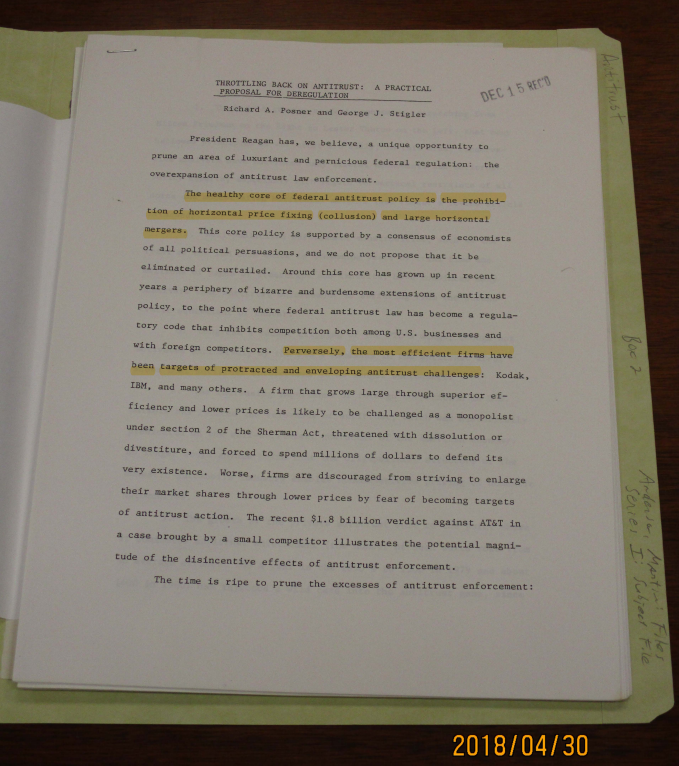 THROTTLING BACK ON ANTITRUST: A PRACTICAL
PROPOSAL FOR DEREGULATION
DEC 15 REC'D
Richard A. Posner and George J. Stigler
President Reagan has, we believe, a unique opportunity to
prune an area of luxuriant and pernicious federal regulation: the
overexpansion of antitrust law enforcement.
The healthy core of federal antitrust policy is the prohibi-
tion of horizontal price fixing (collusion) and large horizontal
mergers. This core policy is supported by a consensus of economists
of all political persuasions, and we do not propose that it be
eliminated or curtailed. Around this core has grown up in recent
years a periphery of bizarre and burdensome extensions of antitrust
policy, to the point where federal antitrust law has become a regula-
tory code that inhibits competition both among U.S. businesses and
with foreign competitors. Perversely, the most efficient firms have
been targets of protracted and enveloping antitrust challenges: Kodak,
IBM, and many others. A firm that grows large through superior ef-
ficiency and lower prices is likely to be challenged as a monopolist
under section 2 of the Sherman Act, threatened with dissolution or
divestiture, and forced to spend millions of dollars to defend its
very existence. Worse, firms are discouraged from striving to enlarge
their market shares through lower prices by fear of becoming targets
of antitrust action. The recent $1.8 billion verdict against AT&T in
a case brought by a small competitor illustrates the potential magni-
tude of the disincentive effects of antitrust enforcement.
The time is ripe to prune the excesses of antitrust enforcement:
Antitrust
Box 7
Anderson, Martin: Files
Series I: Subject File
2018/04/30